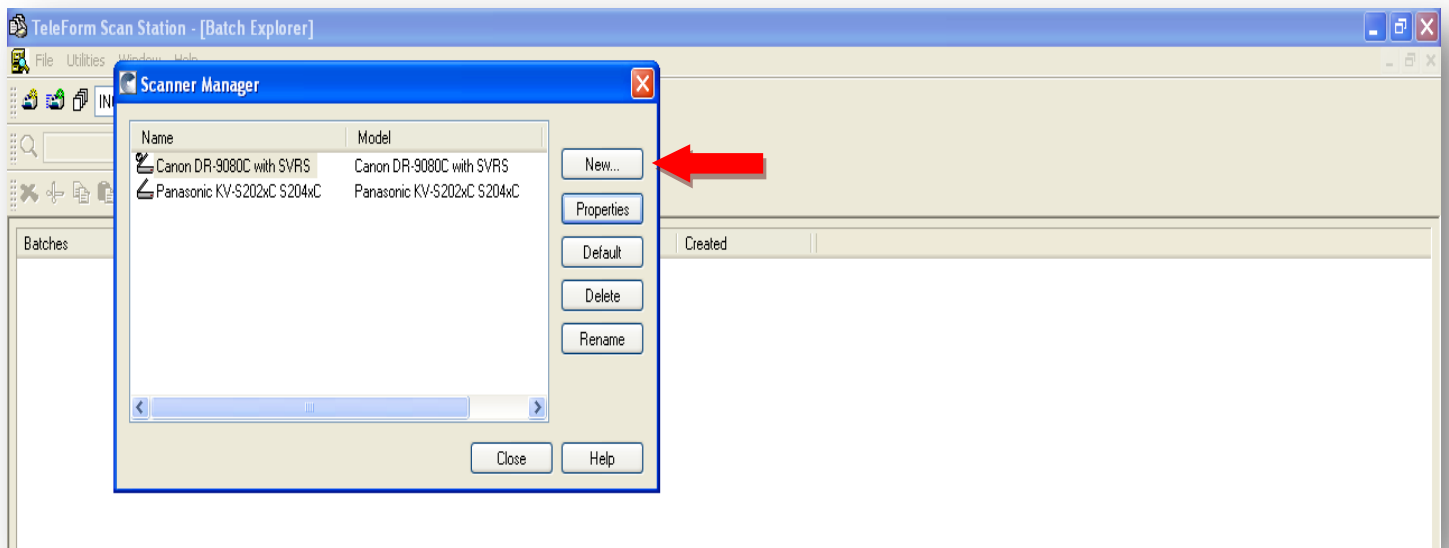 TeleForm Scan Station - [Batch Explorer]
File Utilities Window Help
Scanner Manager
Name Model
Canon DR-9080C with SVRS Canon DR-9080C with SVRS
Panasonic KV-S202xC S204xC Panasonic KV-S202xC S204xC
New...
Properties
Default
Delete
Rename
Close Help
Batches Created